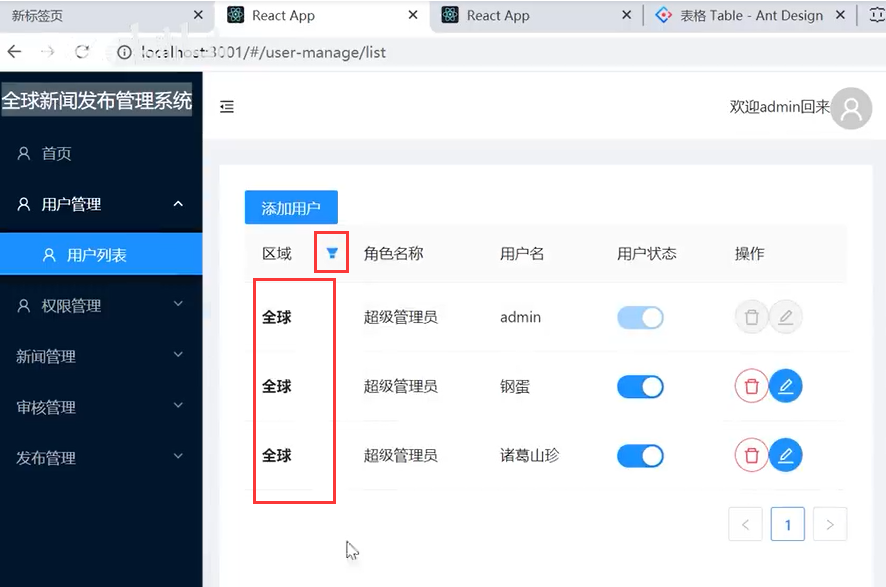 新标签页
React App
React App
表格 Table - Ant Design
localhost:3001/#/user-manage/list
全球新闻发布管理系统
欢迎admin回来
首页
用户管理
用户列表
权限管理
新闻管理
审核管理
发布管理
添加用户
区域 角色名称 用户名 用户状态 操作
全球 超级管理员 admin
全球 超级管理员 钢蛋
全球 超级管理员 诸葛山珍
1